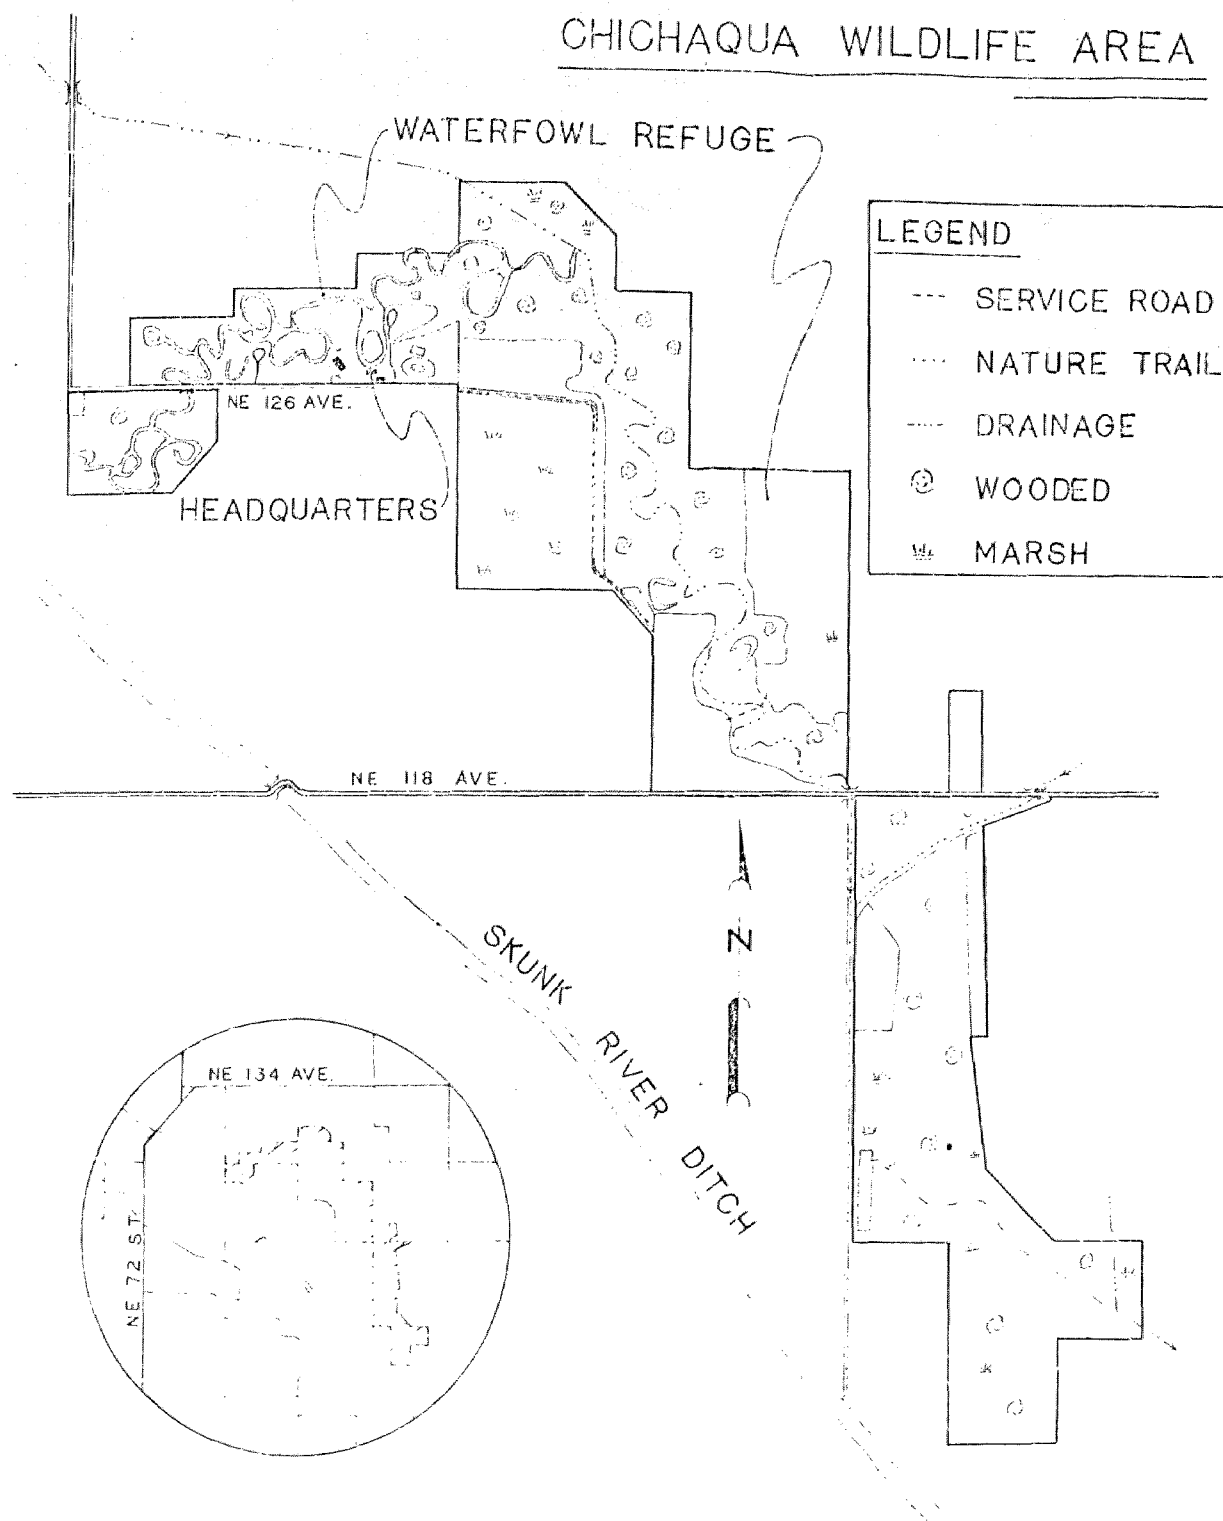 CHICHAQUA WILDLIFE AREA
WATERFOWL REFUGE
LEGEND
SERVICE ROAD
NATURE TRAIL
DRAINAGE
WOODED
MARSH
NE 126 AVE.
HEADQUARTERS
NE 118 AVE.
N
SKUNK RIVER DITCH
NE 134 AVE.
NE 72 ST.